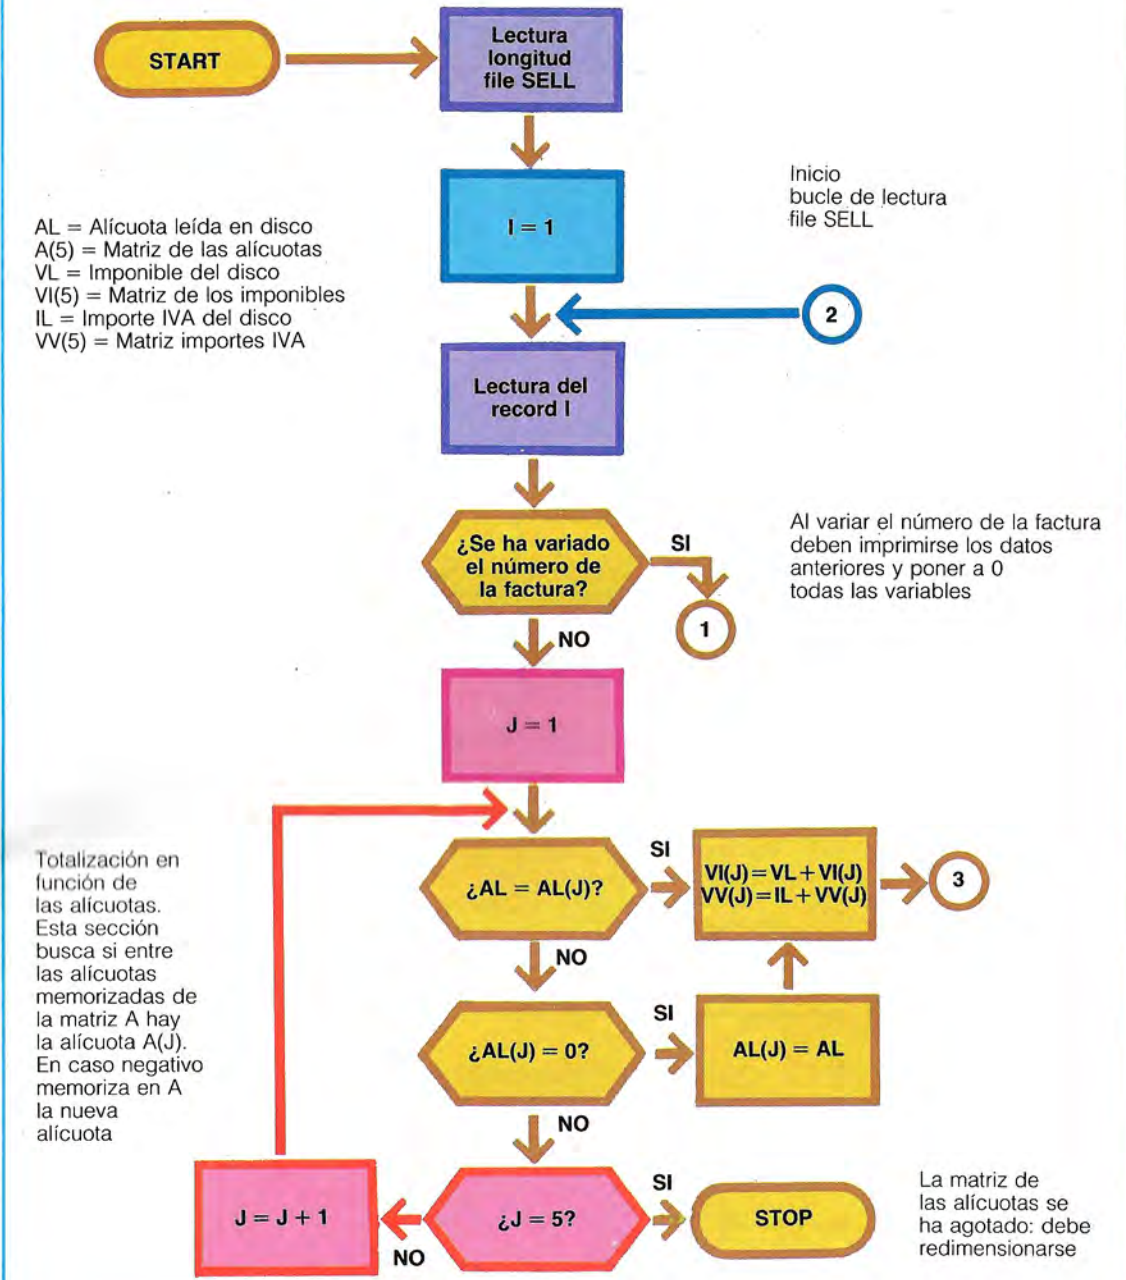 START
Lectura
longitud
file SELL
I = 1
Inicio
bucle de lectura
file SELL
AL = Alícuota leída en disco
A(5) = Matriz de las alícuotas
VL = Imponible del disco
VI(5) = Matriz de los imponibles
IL = Importe IVA del disco
VV(5) = Matriz importes IVA
2
Lectura del
record I
¿Se ha variado
el número de
la factura?
SI
1
Al variar el número de la factura
deben imprimirse los datos
anteriores y poner a 0
todas las variables
NO
J = 1
Totalización en
función de
las alícuotas.
Esta sección
busca si entre
las alícuotas
memorizadas de
la matriz A hay
la alícuota A(J).
En caso negativo
memoriza en A
la nueva
alícuota
¿AL = AL(J)?
SI
VI(J)=VL+VI(J)
VV(J)=IL+VV(J)
3
NO
¿AL(J) = 0?
SI
AL(J) = AL
NO
¿J = 5?
SI
STOP
La matriz de
las alícuotas se
ha agotado: debe
redimensionarse
NO
J = J + 1